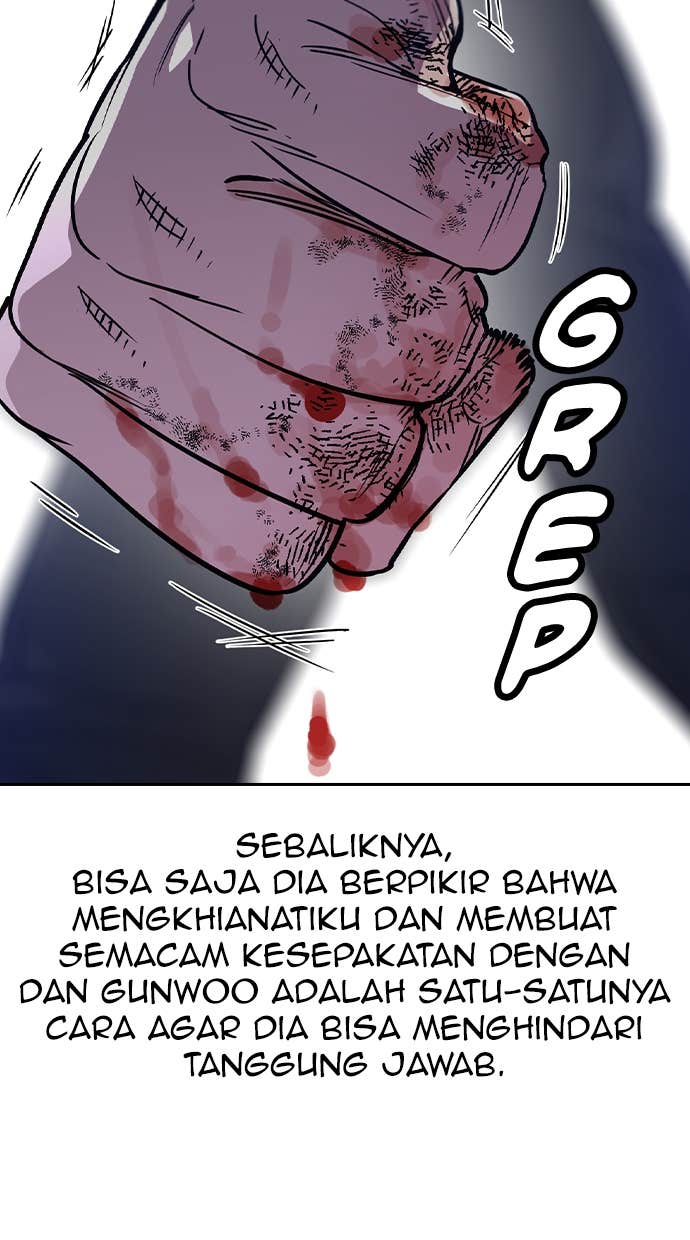 GREP
SEBALIKNYA,
BISA SAJA DIA BERPIKIR BAHWA
MENGKHIANATIKU DAN MEMBUAT
SEMACAM KESEPAKATAN DENGAN
DAN GUNWOO ADALAH SATU-SATUNYA
CARA AGAR DIA BISA MENGHINDARI
TANGGUNG JAWAB.